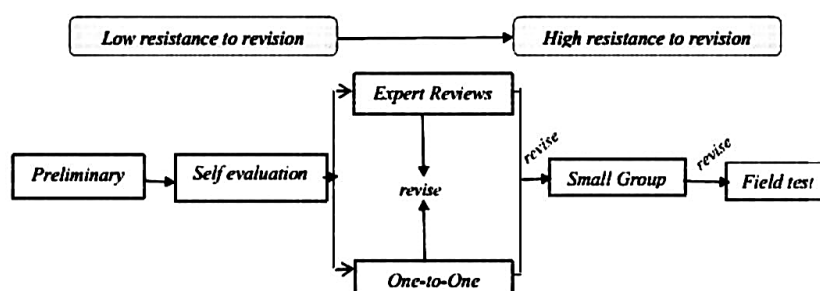 Low resistance to revision
High resistance to revision
Expert Reviews
Preliminary
Self evaluation
revise
revise
Small Group
revise
Field test
One-to-One